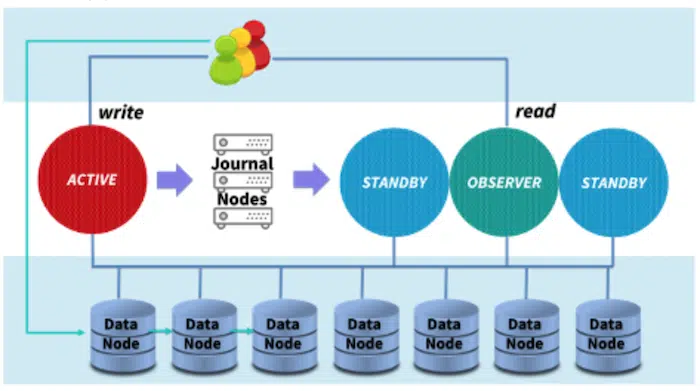 write
read
ACTIVE
Journal
Nodes
STANDBY
OBSERVER
STANDBY
Data
Node
Data
Node
Data
Node
Data
Node
Data
Node
Data
Node
Data
Node